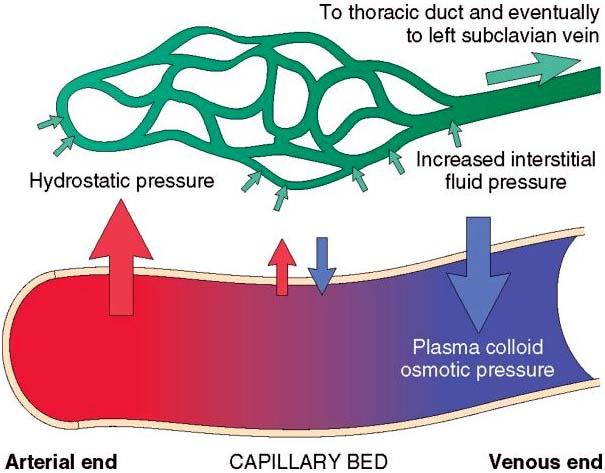 To thoracic duct and eventually
to left subclavian vein
Hydrostatic pressure
Increased interstitial
fluid pressure
Plasma colloid
osmotic pressure
Arterial end
CAPILLARY BED
Venous end